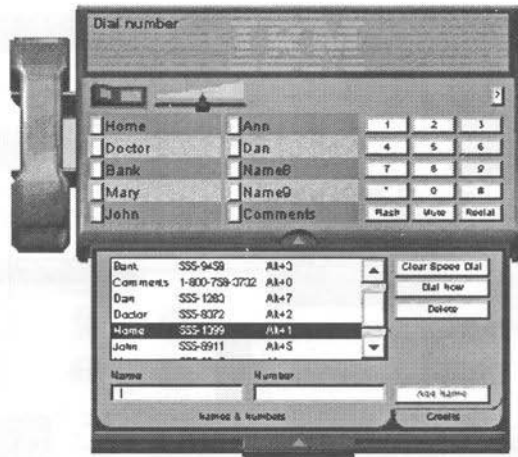 Dial number
?
Home Ann 1 2 3
Doctor Dan 4 5 6
Bank Name8 7 8 9
Mary Name9 * 0 #
John Comments Flash Mute Redial
Bank 555-9458 Alt+3 Clear Speed Dial
Comments 1-800-758-3732 Alt+0 Dial Now
Dan 555-1283 Alt+7 Delete
Doctor 555-8372 Alt+2
Home 555-1399 Alt+1
John 555-8911 Alt+5
Name Number
Add Name
Names & Numbers Credits